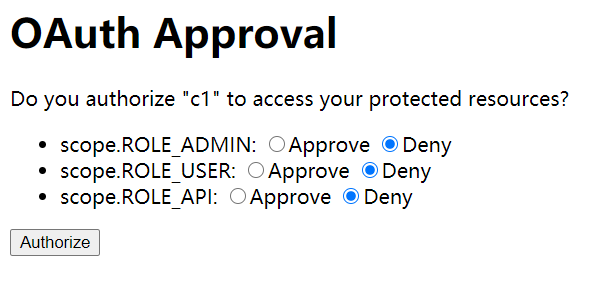 OAuth Approval
Do you authorize "c1" to access your protected resources?
scope.ROLE_ADMIN: Approve Deny
scope.ROLE_USER: Approve Deny
scope.ROLE_API: Approve Deny
Authorize